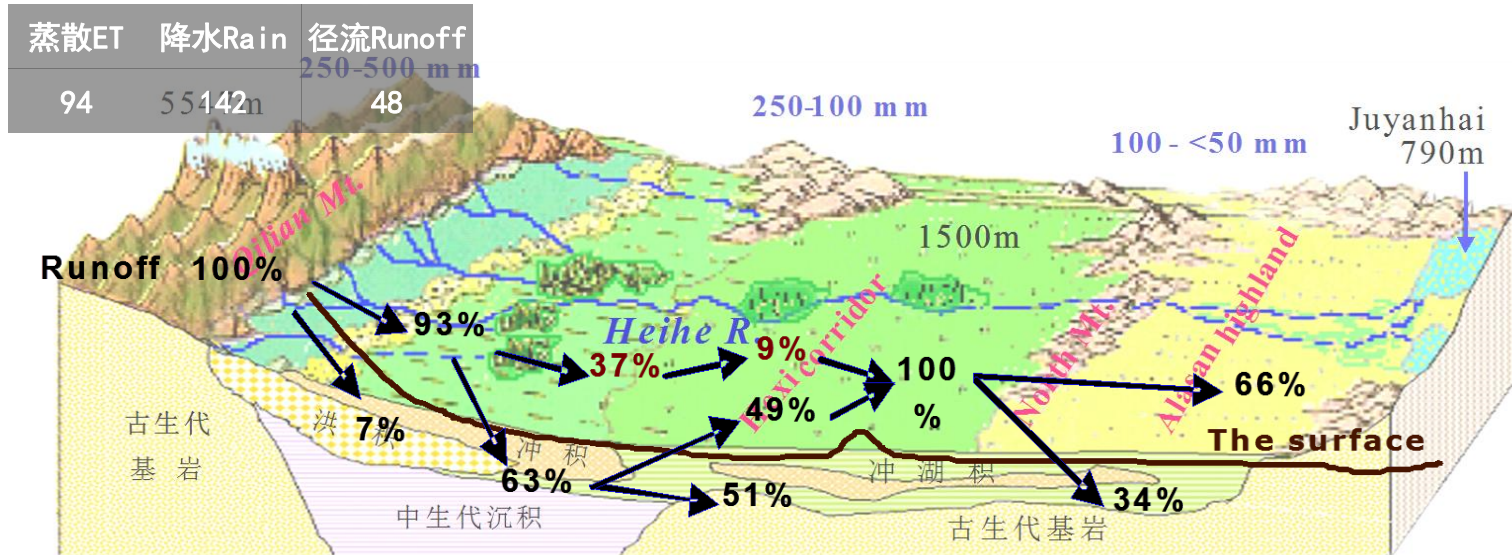 蒸散ET 降水Rain 径流Runoff
250-500 mm
94 142 48
250-100 mm
100 - <50 mm
Juyanhai
790m
Qilian Mt.
1500m
Runoff 100%
93%
Heihe R.
37%
9%
corridor
100
%
49%
North Mt.
Alasan highland
66%
The surface
7%
古生代
基 岩
洪 积
冲 积
63%
51%
冲 湖 积
34%
中生代沉积
古生代基岩